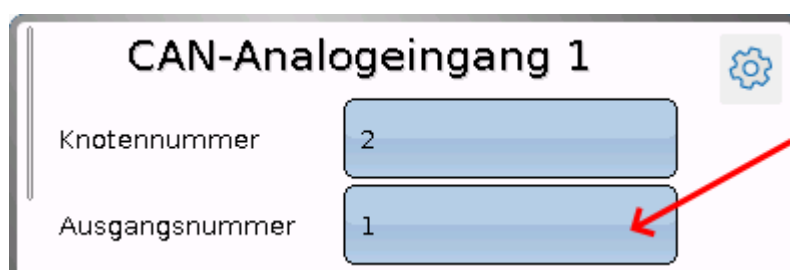 CAN-Analogeingang 1
Knotennummer 2
Ausgangsnummer 1